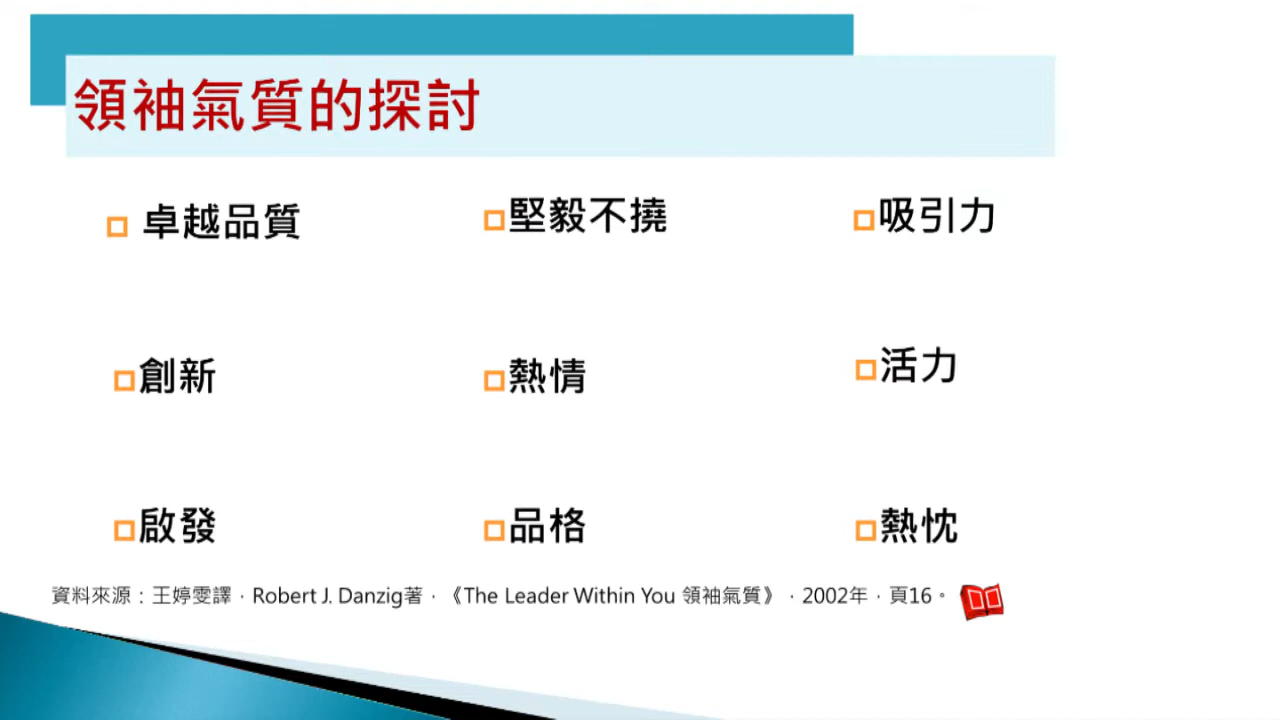 領袖氣質的探討
卓越品質 堅毅不撓 吸引力
創新 熱情 活力
啟發 品格 熱忱
資料來源：王婷雯譯，Robert J. Danzig著，《The Leader Within You 領袖氣質》，2002年，頁16。